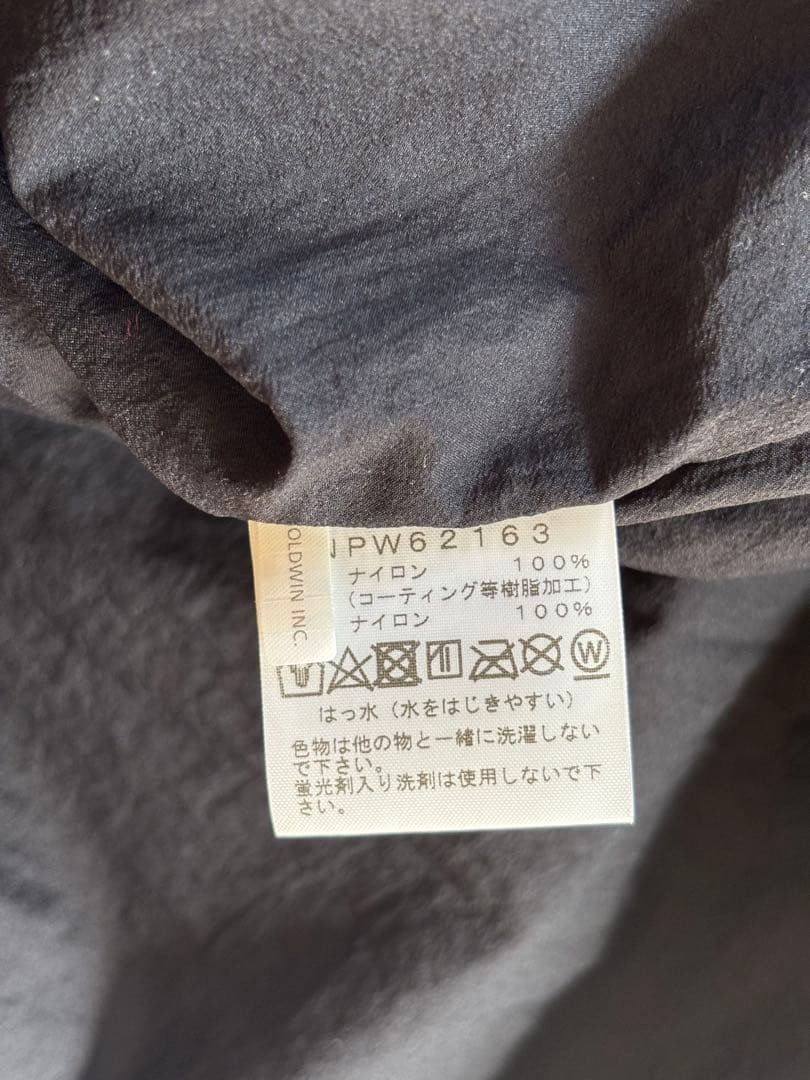 NPW62163
ナイロン 100%
(コーティング等樹脂加工)
ナイロン 100%
OLDWIN INC.
W
はっ水(水をはじきやすい)
色物は他の物と一緒に洗濯しない
で下さい。
蛍光剤入り洗剤は使用しないで下
さい。